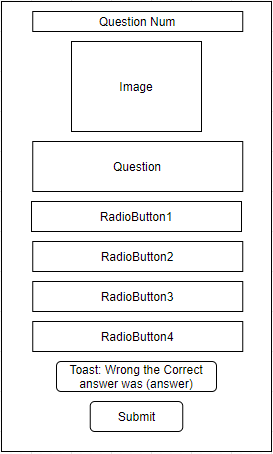 Question Num
Image
Question
RadioButton1
RadioButton2
RadioButton3
RadioButton4
Toast: Wrong the Correct
answer was (answer)
Submit